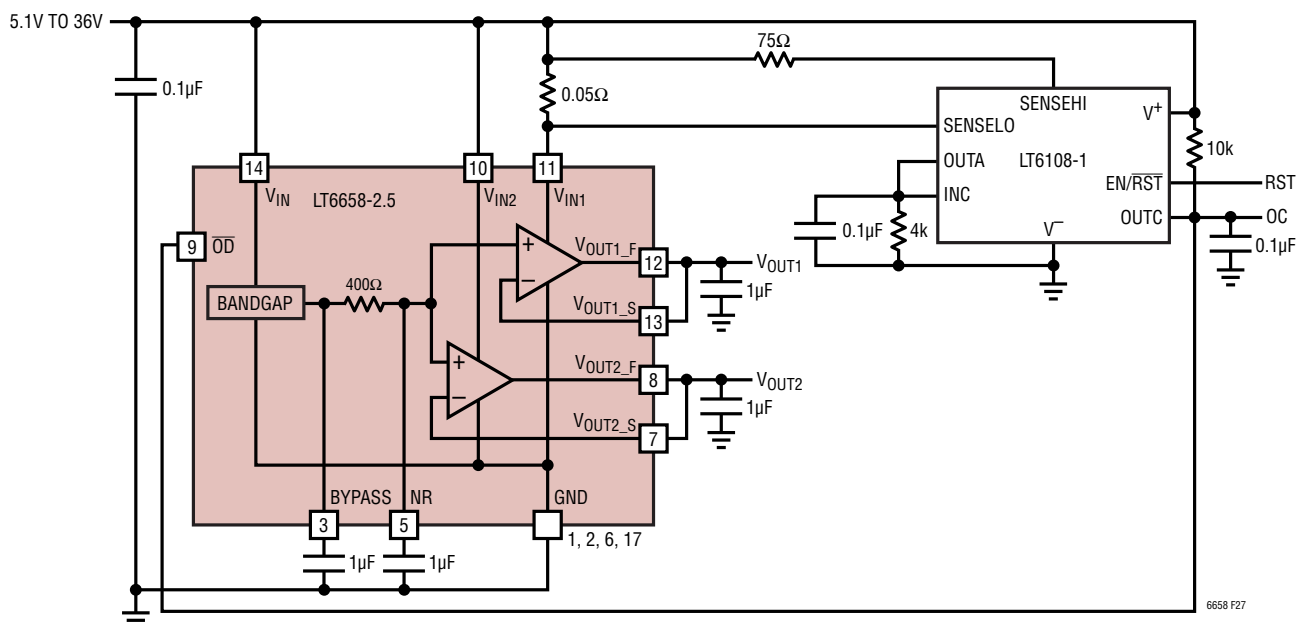 5.1V TO 36V
0.1µF
75Ω
0.05Ω
SENSEHI
V+
SENSELO
OUTA
LT6108-1
10k
INC
EN/RST
RST
OUTC
OC
V–
0.1µF
4k
0.1µF
14
10
11
VIN
LT6658-2.5
VIN2
VIN1
9
OD
VOUT1_F
12
VOUT1
+
–
1µF
BANDGAP
400Ω
VOUT1_S
13
VOUT2_F
8
VOUT2
+
–
1µF
VOUT2_S
7
BYPASS
NR
GND
3
5
1, 2, 6, 17
1µF
1µF
6658 F27